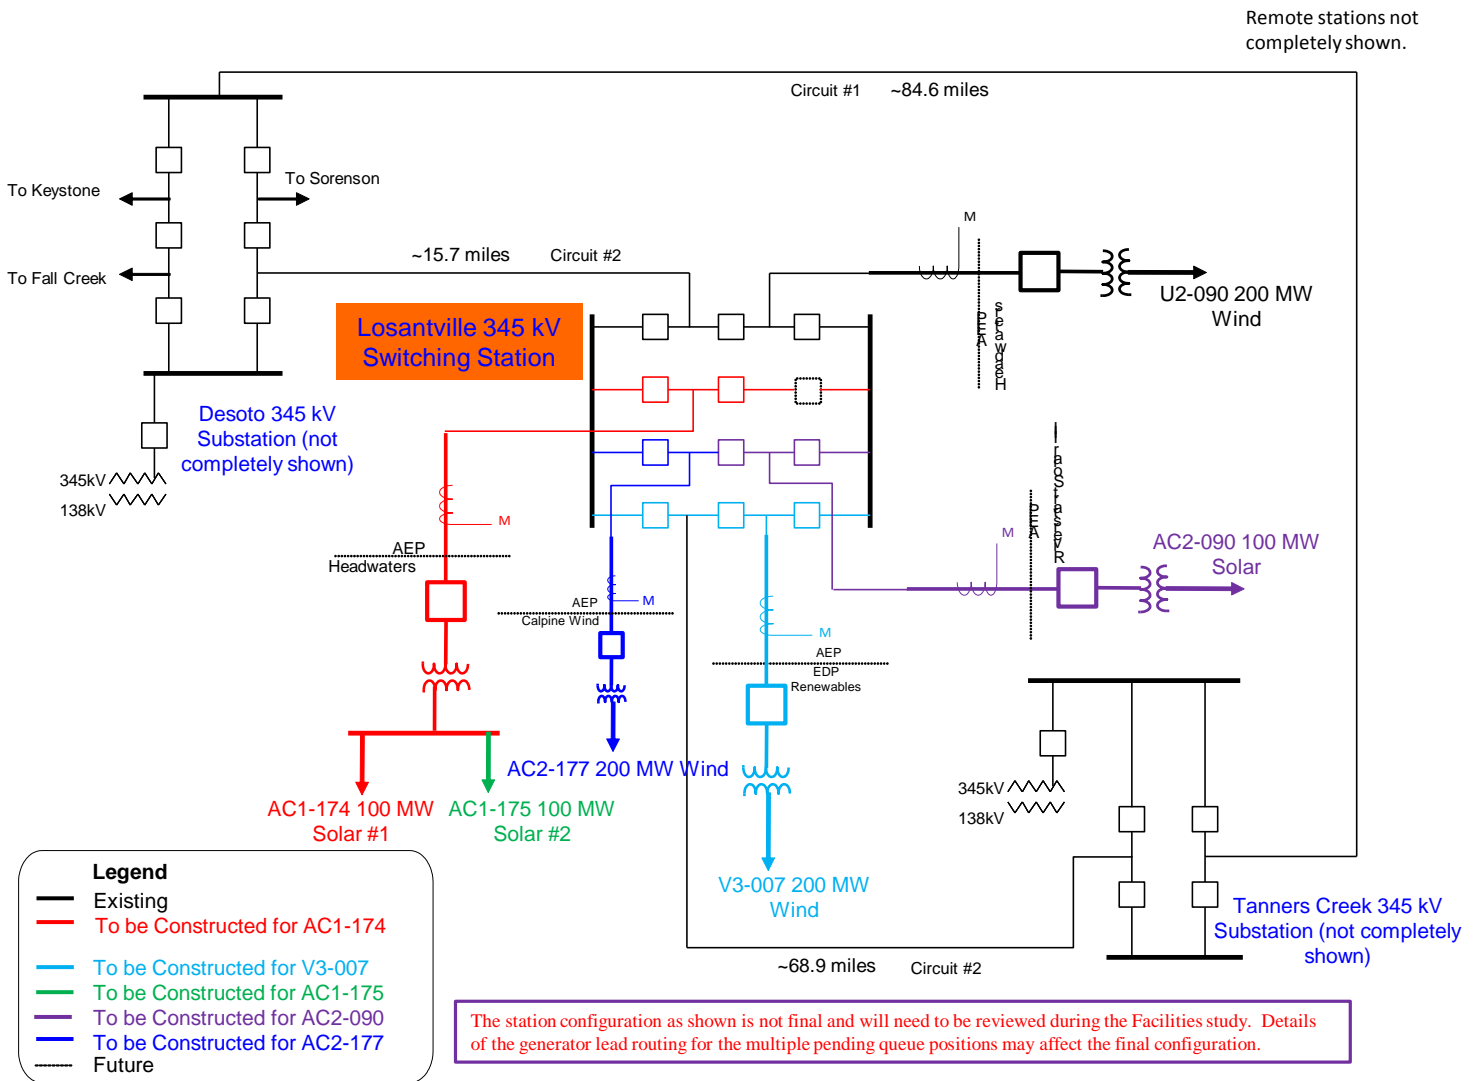 Remote stations not
completely shown.
Circuit #1
~84.6 miles
To Keystone
To Sorenson
To Fall Creek
~15.7 miles
Circuit #2
M
AEP
Headwaters
U2-090 200 MW
Wind
Losantville 345 kV
Switching Station
Desoto 345 kV
Substation (not
completely shown)
345kV
138kV
M
AEP
Headwaters
AEP
M
Calpine Wind
M
AEP
EDP
Renewables
M
AEP
RiverstartSolarI
AC2-090 100 MW
Solar
AC2-177 200 MW Wind
AC1-174 100 MW
Solar #1
AC1-175 100 MW
Solar #2
V3-007 200 MW
Wind
345kV
138kV
Tanners Creek 345 kV
Substation (not completely
shown)
~68.9 miles
Circuit #2
Legend
Existing
To be Constructed for AC1-174
To be Constructed for V3-007
To be Constructed for AC1-175
To be Constructed for AC2-090
To be Constructed for AC2-177
Future
The station configuration as shown is not final and will need to be reviewed during the Facilities study.  Details
of the generator lead routing for the multiple pending queue positions may affect the final configuration.